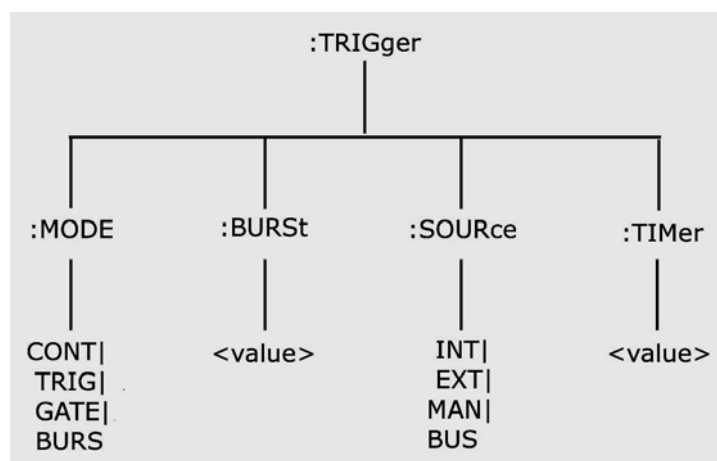 :TRIGger
:MODE :BURSt :SOURce :TIMer
CONT| <value> INT| <value>
TRIG| EXT|
GATE| MAN|
BURS BUS